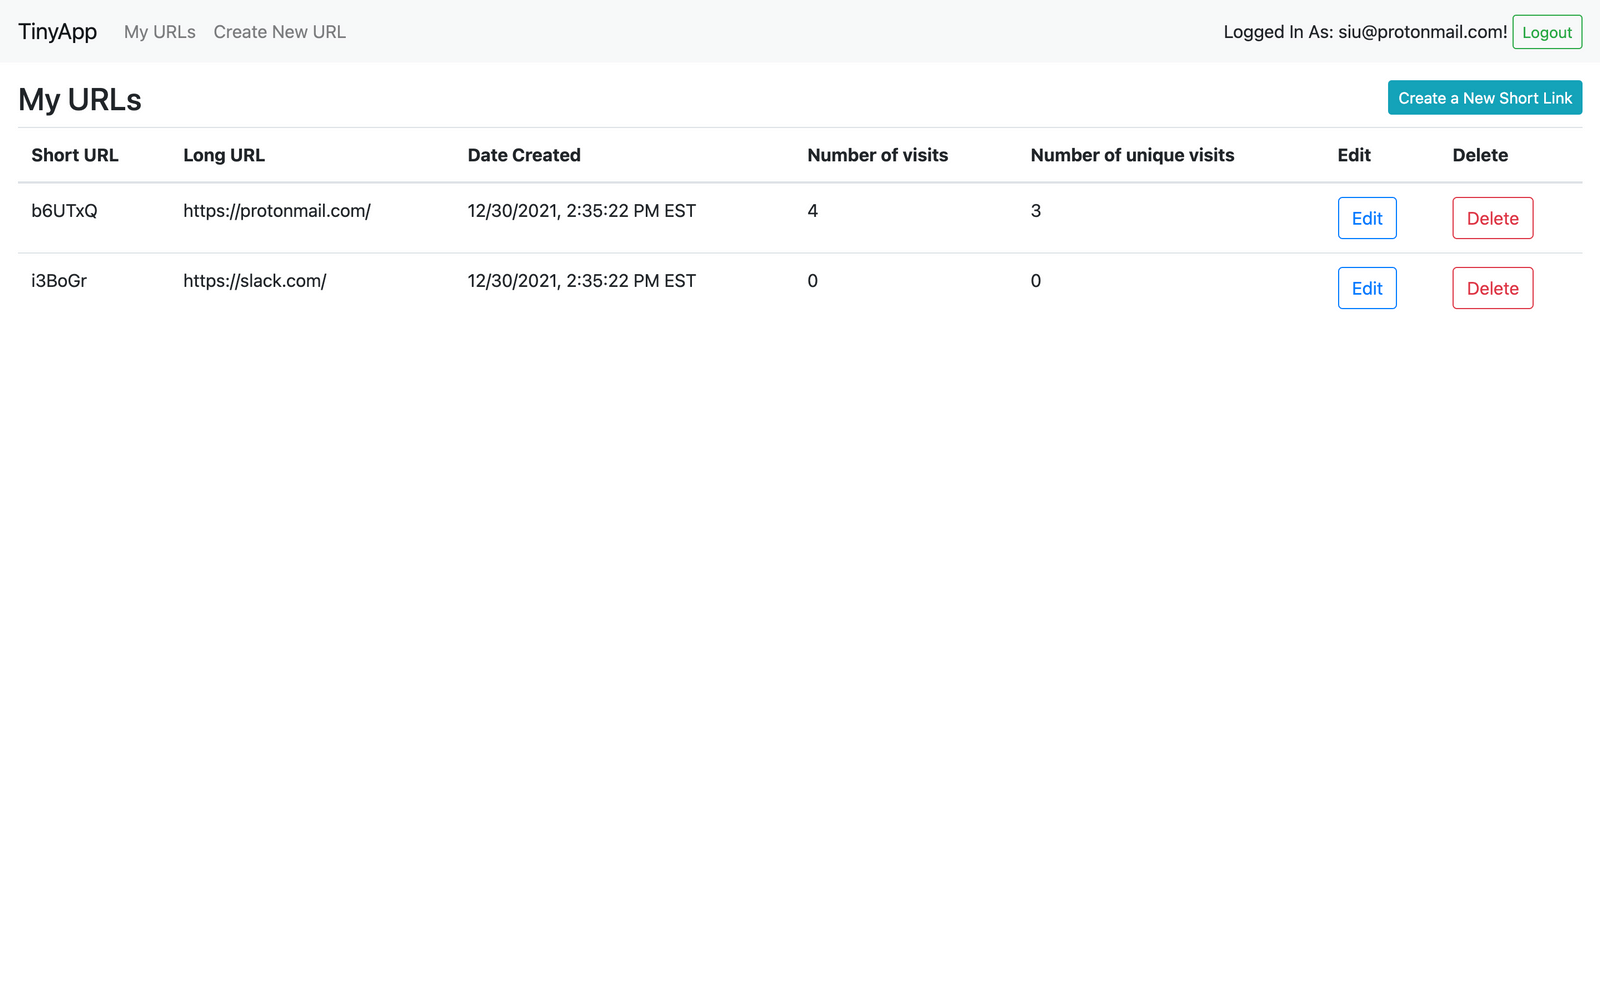 TinyApp My URLs Create New URL Logged In As: siu@protonmail.com! Logout
My URLs Create a New Short Link
Short URL Long URL Date Created Number of visits Number of unique visits Edit Delete
b6UTxQ https://protonmail.com/ 12/30/2021, 2:35:22 PM EST 4 3 Edit Delete
i3BoGr https://slack.com/ 12/30/2021, 2:35:22 PM EST 0 0 Edit Delete